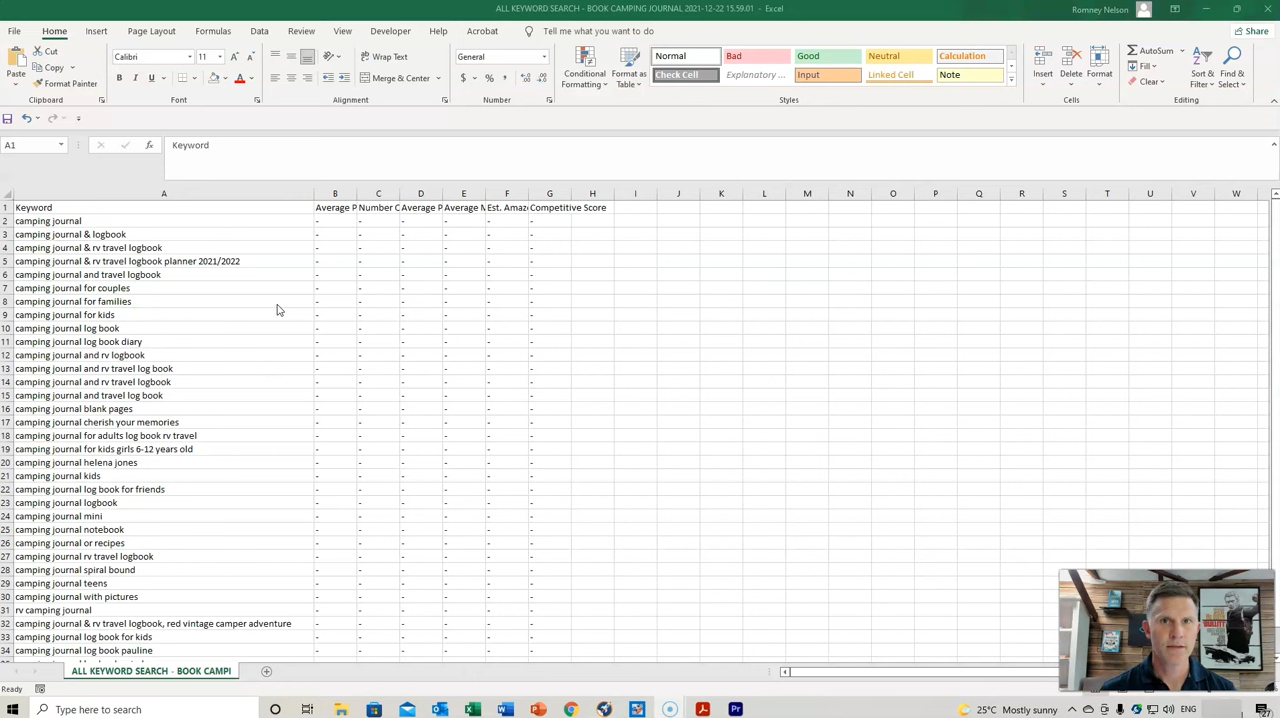 ALL KEYWORD SEARCH - BOOK CAMPING JOURNAL 2021-12-22 15.59.01 - Excel
Romney Nelson
File Home Insert Page Layout Formulas Data Review View Developer Help Acrobat Tell me what you want to do Share
Paste
Cut
Copy
Format Painter
Clipboard
Calibri 11
B I U
Font
Wrap Text
Merge & Center
Alignment
General
$ %
Number
Conditional Formatting
Format as Table
Normal Bad Good Neutral Calculation
Check Cell Explanatory ... Input Linked Cell Note
Styles
Insert Delete Format
Cells
AutoSum
Fill
Clear
Sort & Filter
Find & Select
Editing
A1 fx Keyword
A B C D E F G H I J K L M N O P Q R S T U V W
1 Keyword Average P Number C Average P Average M Est. Amaz Competitive Score
2 camping journal - - - - - -
3 camping journal & logbook - - - - - -
4 camping journal & rv travel logbook - - - - - -
5 camping journal & rv travel logbook planner 2021/2022 - - - - - -
6 camping journal and travel logbook - - - - - -
7 camping journal for couples - - - - - -
8 camping journal for families - - - - - -
9 camping journal for kids - - - - - -
10 camping journal log book - - - - - -
11 camping journal log book diary - - - - - -
12 camping journal and rv logbook - - - - - -
13 camping journal and rv travel log book - - - - - -
14 camping journal and rv travel logbook - - - - - -
15 camping journal and travel log book - - - - - -
16 camping journal blank pages - - - - - -
17 camping journal cherish your memories - - - - - -
18 camping journal for adults log book rv travel - - - - - -
19 camping journal for kids girls 6-12 years old - - - - - -
20 camping journal helena jones - - - - - -
21 camping journal kids - - - - - -
22 camping journal log book for friends - - - - - -
23 camping journal logbook - - - - - -
24 camping journal mini - - - - - -
25 camping journal notebook - - - - - -
26 camping journal or recipes - - - - - -
27 camping journal rv travel logbook - - - - - -
28 camping journal spiral bound - - - - - -
29 camping journal teens - - - - - -
30 camping journal with pictures - - - - - -
31 rv camping journal - - - - - -
32 camping journal & rv travel logbook, red vintage camper adventure - - - - - -
33 camping journal log book for kids - - - - - -
34 camping journal log book pauline - - - - - -
ALL KEYWORD SEARCH - BOOK CAMPI
Ready
Type here to search
25°C Mostly sunny
ENG